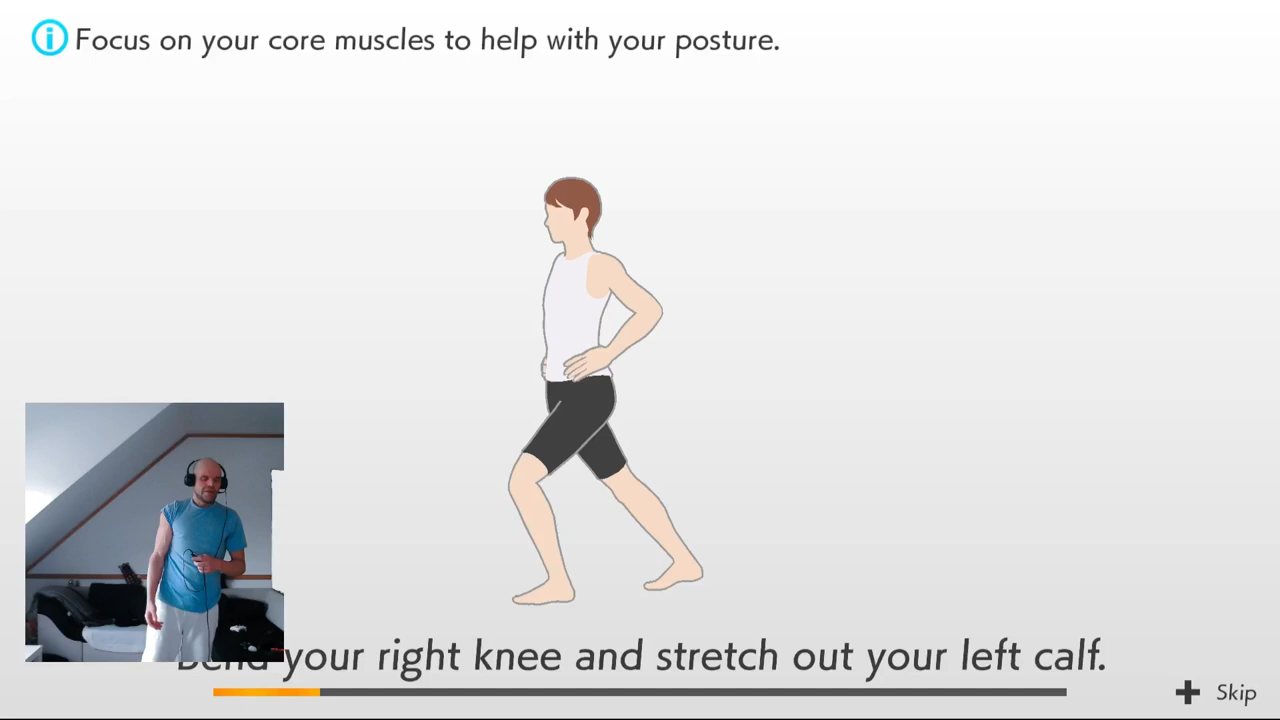 Focus on your core muscles to help with your posture.
your right knee and stretch out your left calf.
Skip